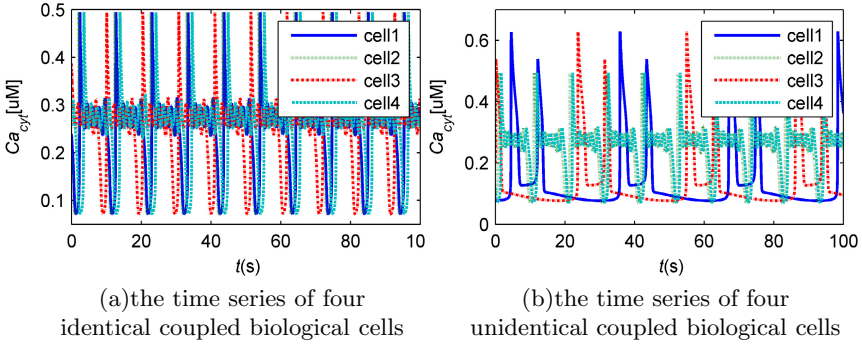 0.5
0.4
0.3
0.2
0.1
Ca_cyt[uM]
0 20 40 60 80 10
t(s)
cell1
cell2
cell3
cell4
0.6
0.4
0.2
0
Ca_cyt[uM]
0 20 40 60 80 100
t(s)
cell1
cell2
cell3
cell4
(a)the time series of four
identical coupled biological cells
(b)the time series of four
unidentical coupled biological cells